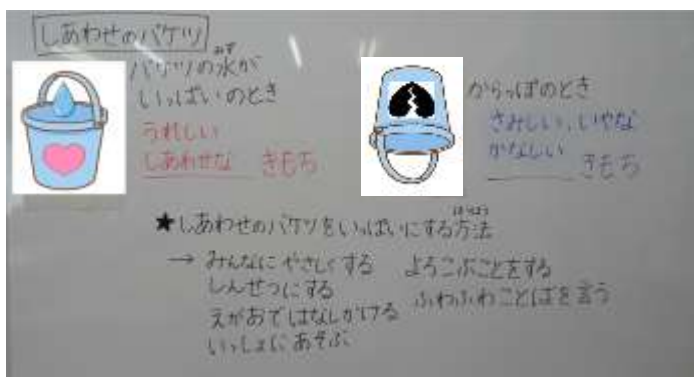 しあわせのバケツ
バケツの水が
みず
いっぱいのとき
うれしい
しあわせな きもち
からっぽのとき
さみしい、いやな
かなしい きもち
★しあわせのバケツをいっぱいにする方法
ほうほう
→ みんなにやさしくする
しんせつにする
えがおではなしかける
いっしょにあそぶ
よろこぶことをする
ふわふわことばを言う